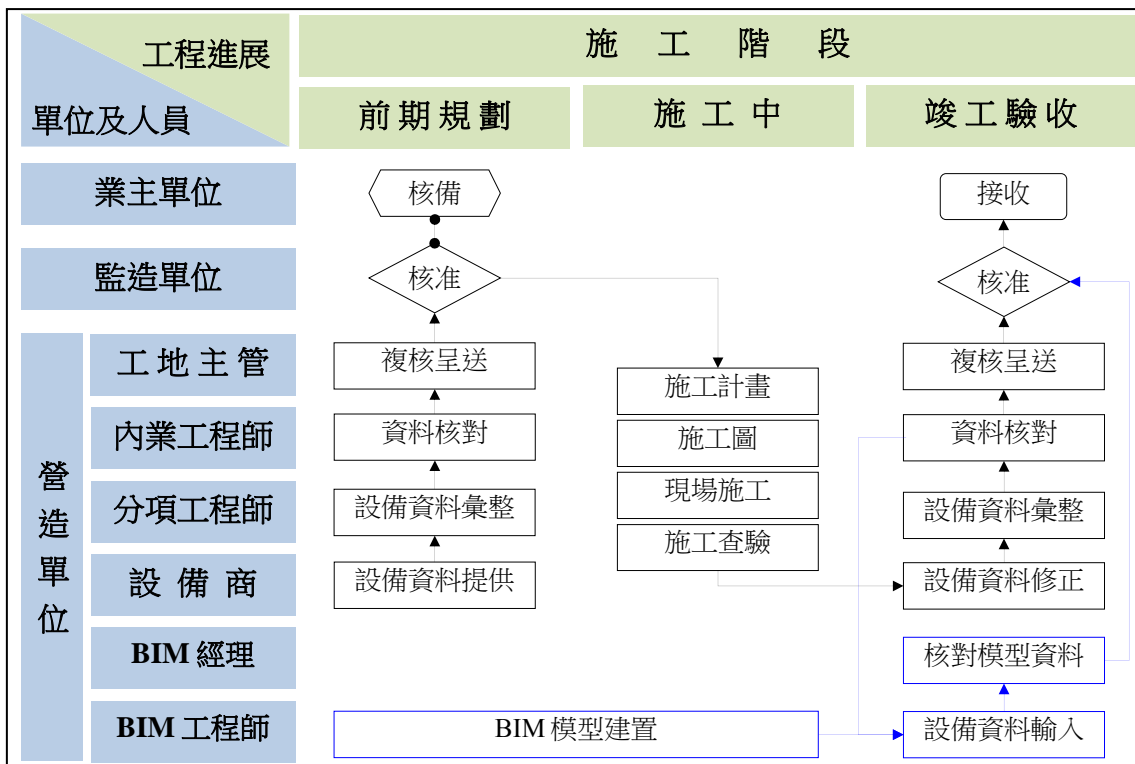 工程進展
單位及人員
施工階段
前期規劃
施工中
竣工驗收
業主單位
核備
接收
監造單位
核准
核准
營造單位
工地主管
複核呈送
施工計畫
複核呈送
內業工程師
資料核對
施工圖
資料核對
分項工程師
設備資料彙整
現場施工
設備資料彙整
施工查驗
設備商
設備資料提供
設備資料修正
BIM 經理
核對模型資料
BIM 工程師
BIM 模型建置
設備資料輸入